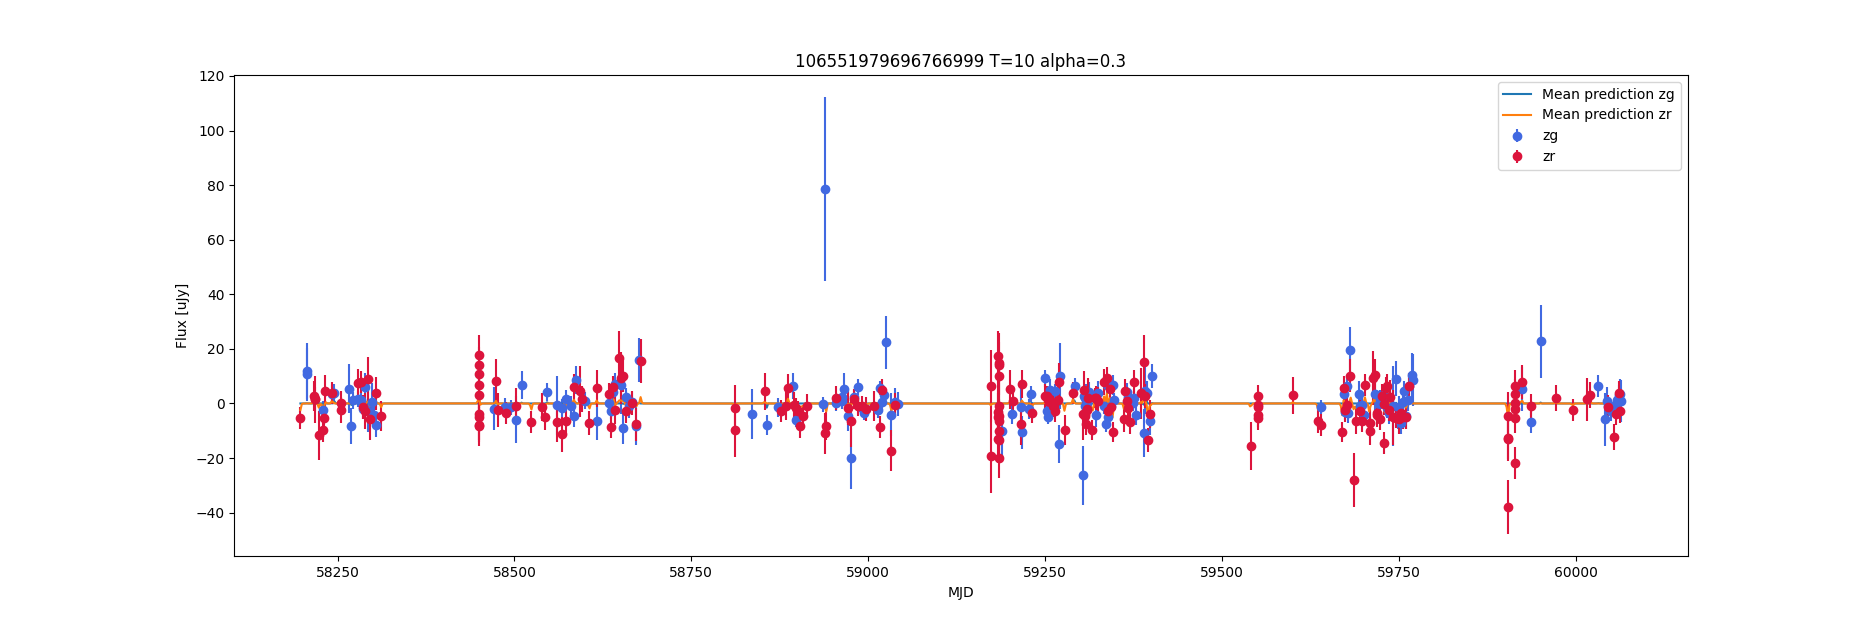 106551979696766999 T=10 alpha=0.3
120
100
80
60
40
20
0
−20
−40
Flux [uJy]
58250
58500
58750
59000
59250
59500
59750
60000
MJD
Mean prediction zg
Mean prediction zr
zg
zr